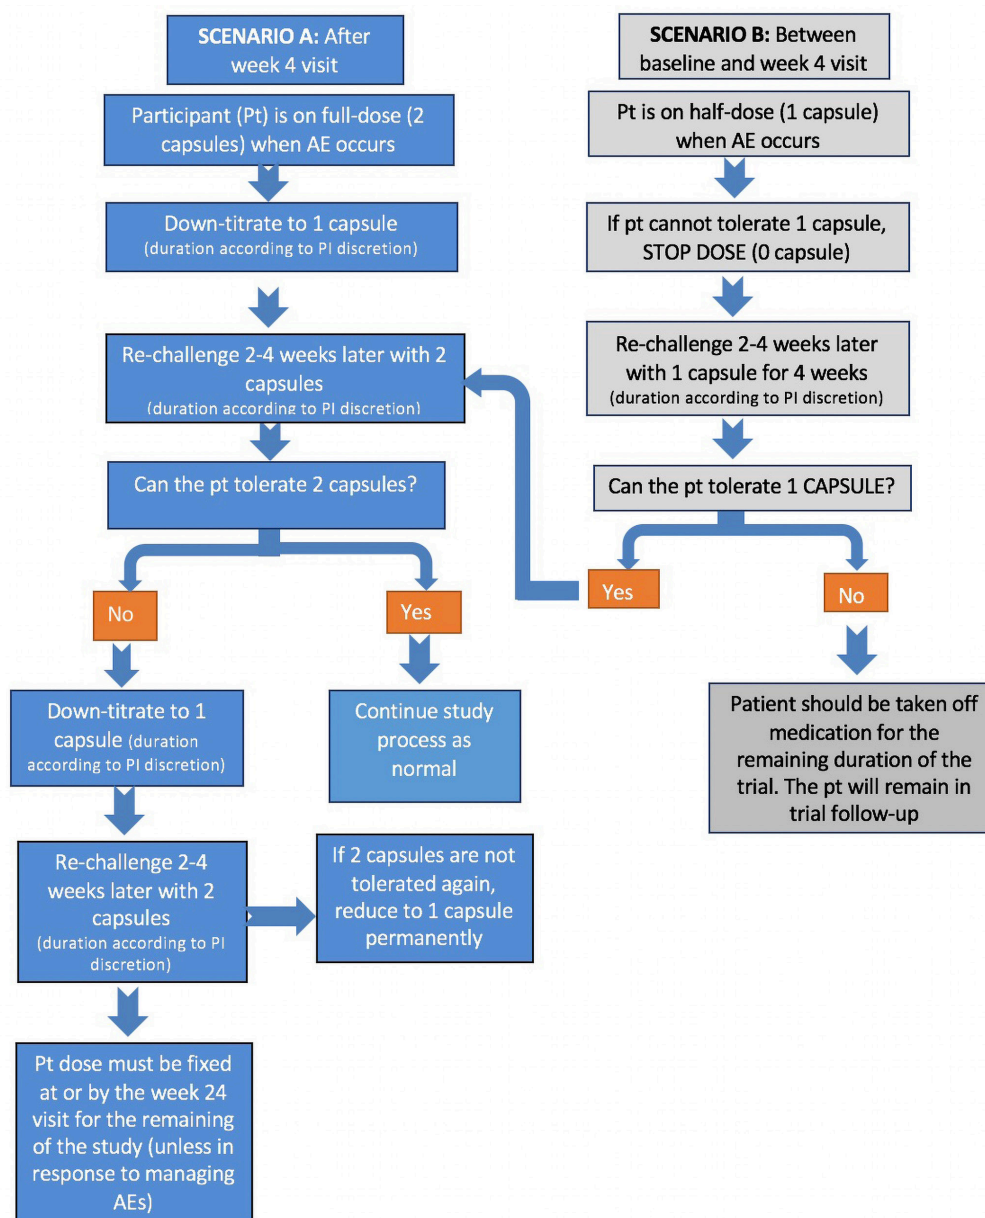 SCENARIO A: After
week 4 visit
Participant (Pt) is on full-dose (2
capsules) when AE occurs
Down-titrate to 1 capsule
(duration according to PI discretion)
Re-challenge 2-4 weeks later with 2
capsules
(duration according to PI discretion)
Can the pt tolerate 2 capsules?
No
Yes
Down-titrate to 1
capsule (duration
according to PI discretion)
Continue study
process as
normal
Re-challenge 2-4
weeks later with 2
capsules
(duration according to PI
discretion)
If 2 capsules are not
tolerated again,
reduce to 1 capsule
permanently
Pt dose must be fixed
at or by the week 24
visit for the remaining
of the study (unless in
response to managing
AEs)
SCENARIO B: Between
baseline and week 4 visit
Pt is on half-dose (1 capsule)
when AE occurs
If pt cannot tolerate 1 capsule,
STOP DOSE (0 capsule)
Re-challenge 2-4 weeks later
with 1 capsule for 4 weeks
(duration according to PI discretion)
Can the pt tolerate 1 CAPSULE?
Yes
No
Patient should be taken off
medication for the
remaining duration of the
trial. The pt will remain in
trial follow-up